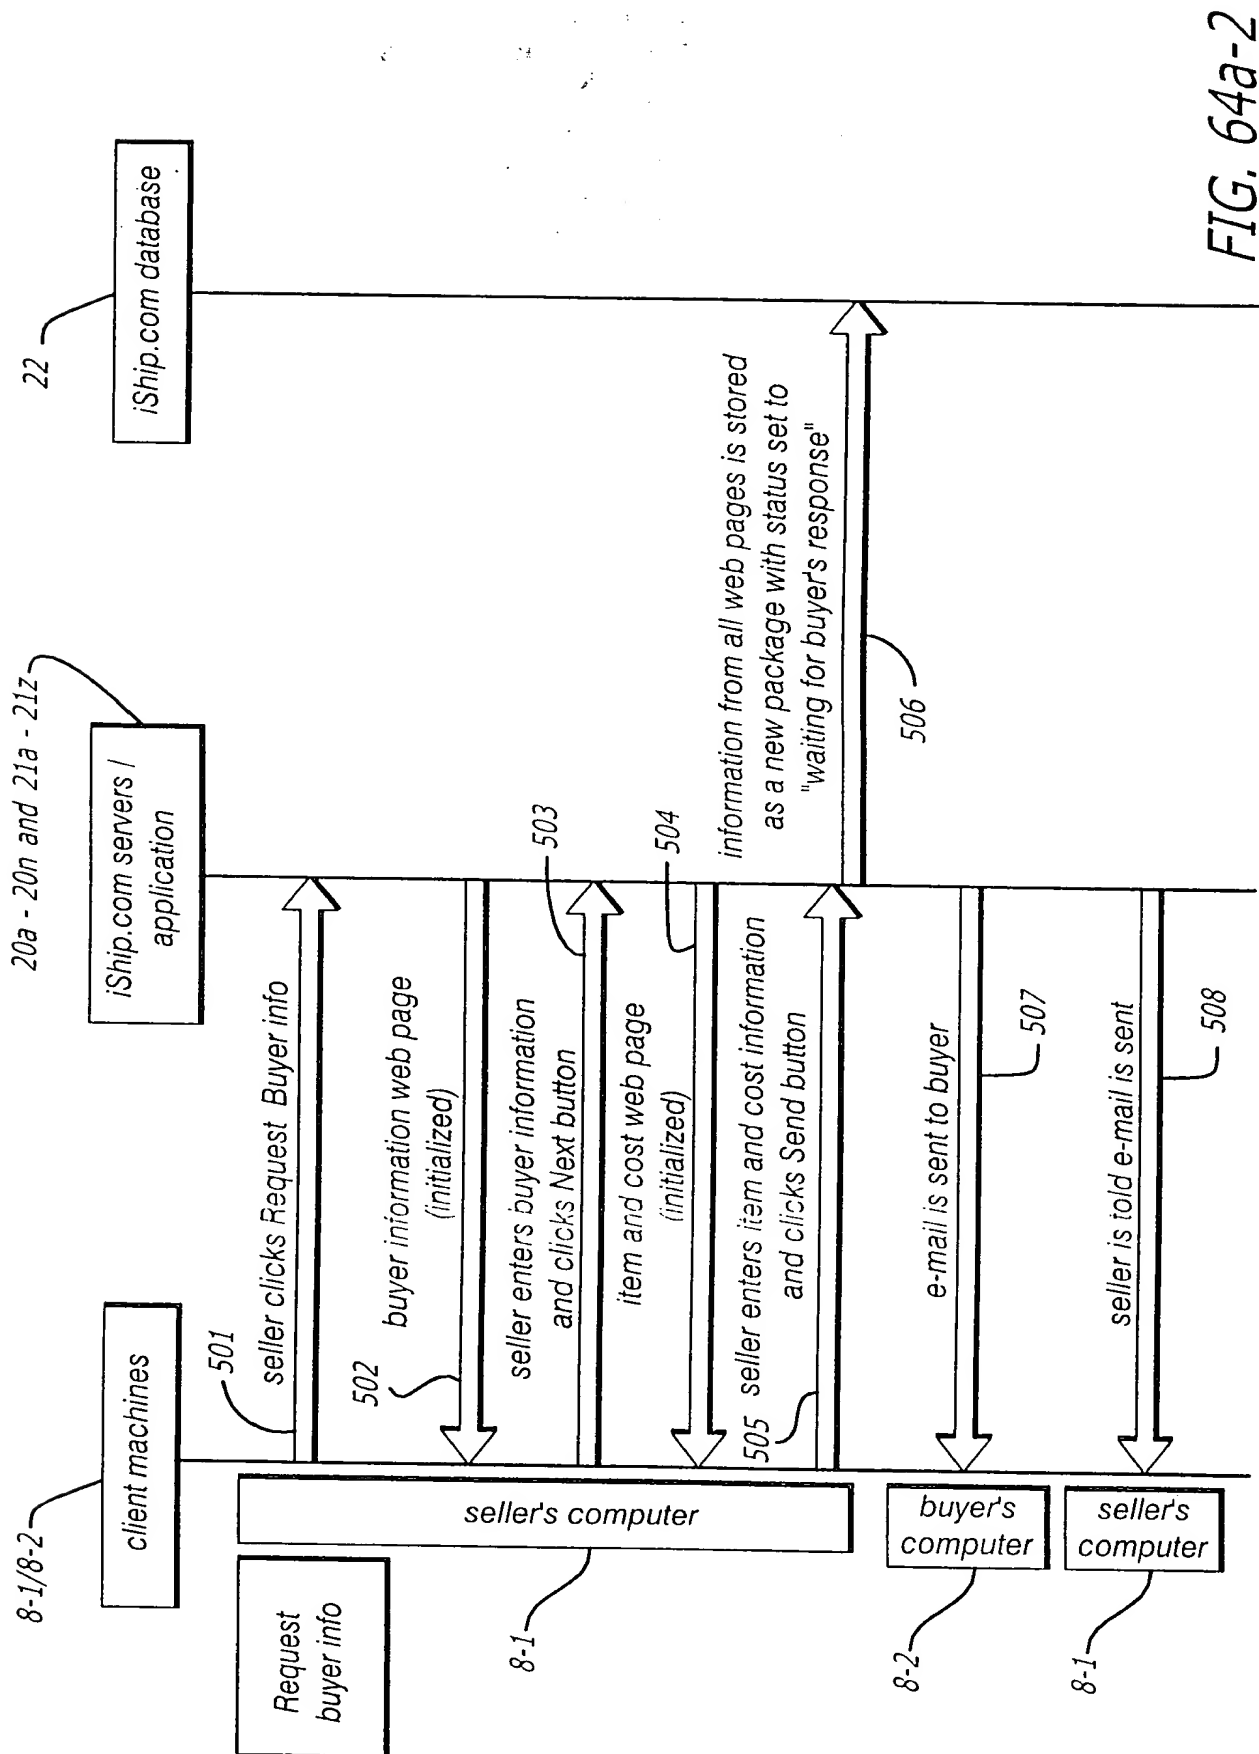 8-1/8-2
client machines
20a - 20n and 21a - 21z
iShip.com servers /
application
22
iShip.com database
Request
buyer info
seller's computer
8-1
501
seller clicks Request Buyer info
502
buyer information web page
(initialized)
seller enters buyer information
and clicks Next button
503
item and cost web page
(initialized)
504
505
seller enters item and cost information
and clicks Send button
information from all web pages is stored
as a new package with status set to
"waiting for buyer's response"
506
buyer's
computer
8-2
e-mail is sent to buyer
507
seller's
computer
8-1
seller is told e-mail is sent
508
FIG. 64a-2